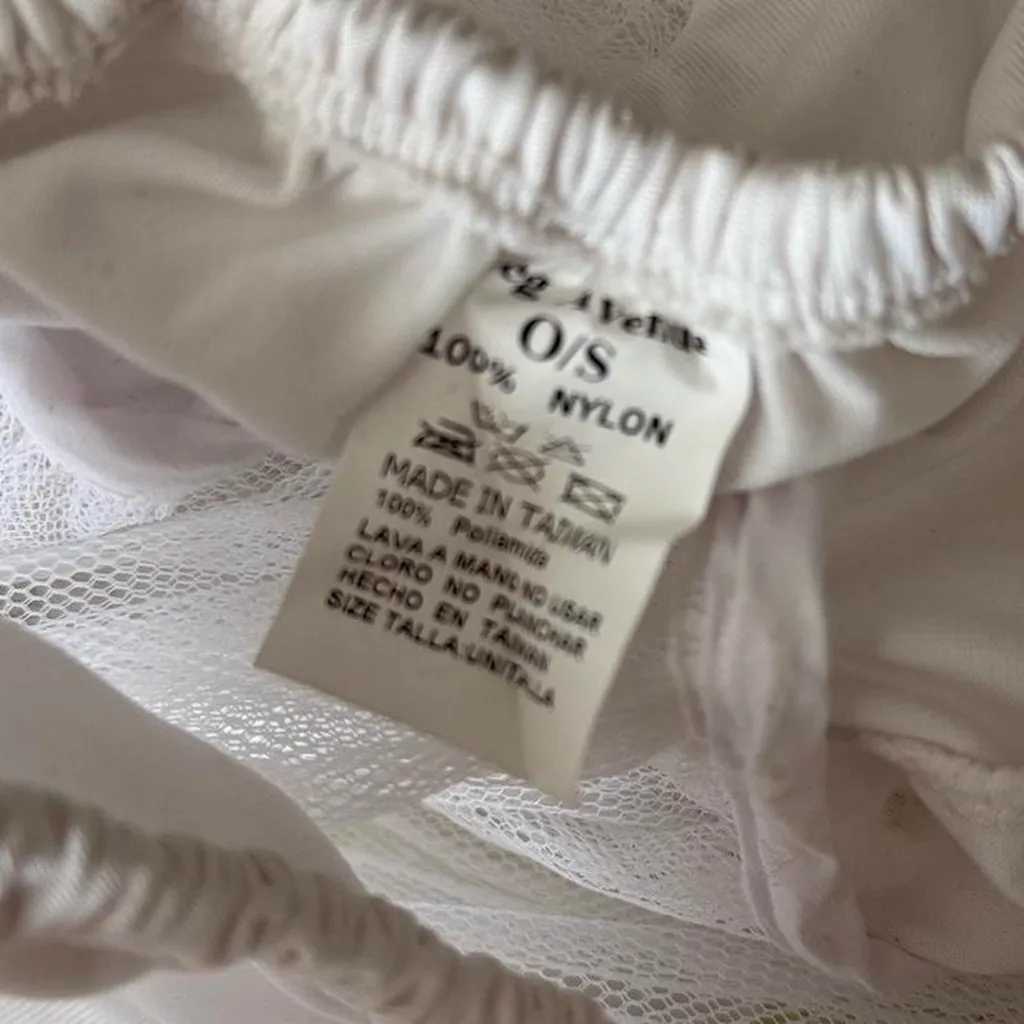 O/S
100% NYLON
MADE IN TAIWAN
100% Poliamida
LAVA A MANO NO USAR
CLORO NO PLANCHAR
HECHO EN TAIWAN
SIZE TALLA:UNITALLA